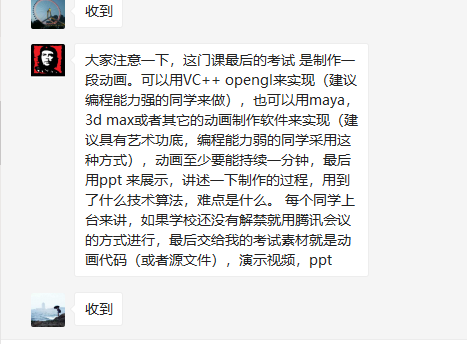 收到
大家注意一下，这门课最后的考试 是制作一
段动画。可以用VC++ opengl来实现（建议
编程能力强的同学来做），也可以用maya，
3d max或者其它的动画制作软件来实现（建
议具有艺术功底，编程能力弱的同学采用这
种方式），动画至少要能持续一分钟，最后
用ppt 来展示，讲述一下制作的过程，用到
了什么技术算法，难点是什么。 每个同学上
台来讲，如果学校还没有解禁就用腾讯会议
的方式进行，最后交给我的考试素材就是动
画代码（或者源文件），演示视频，ppt
收到